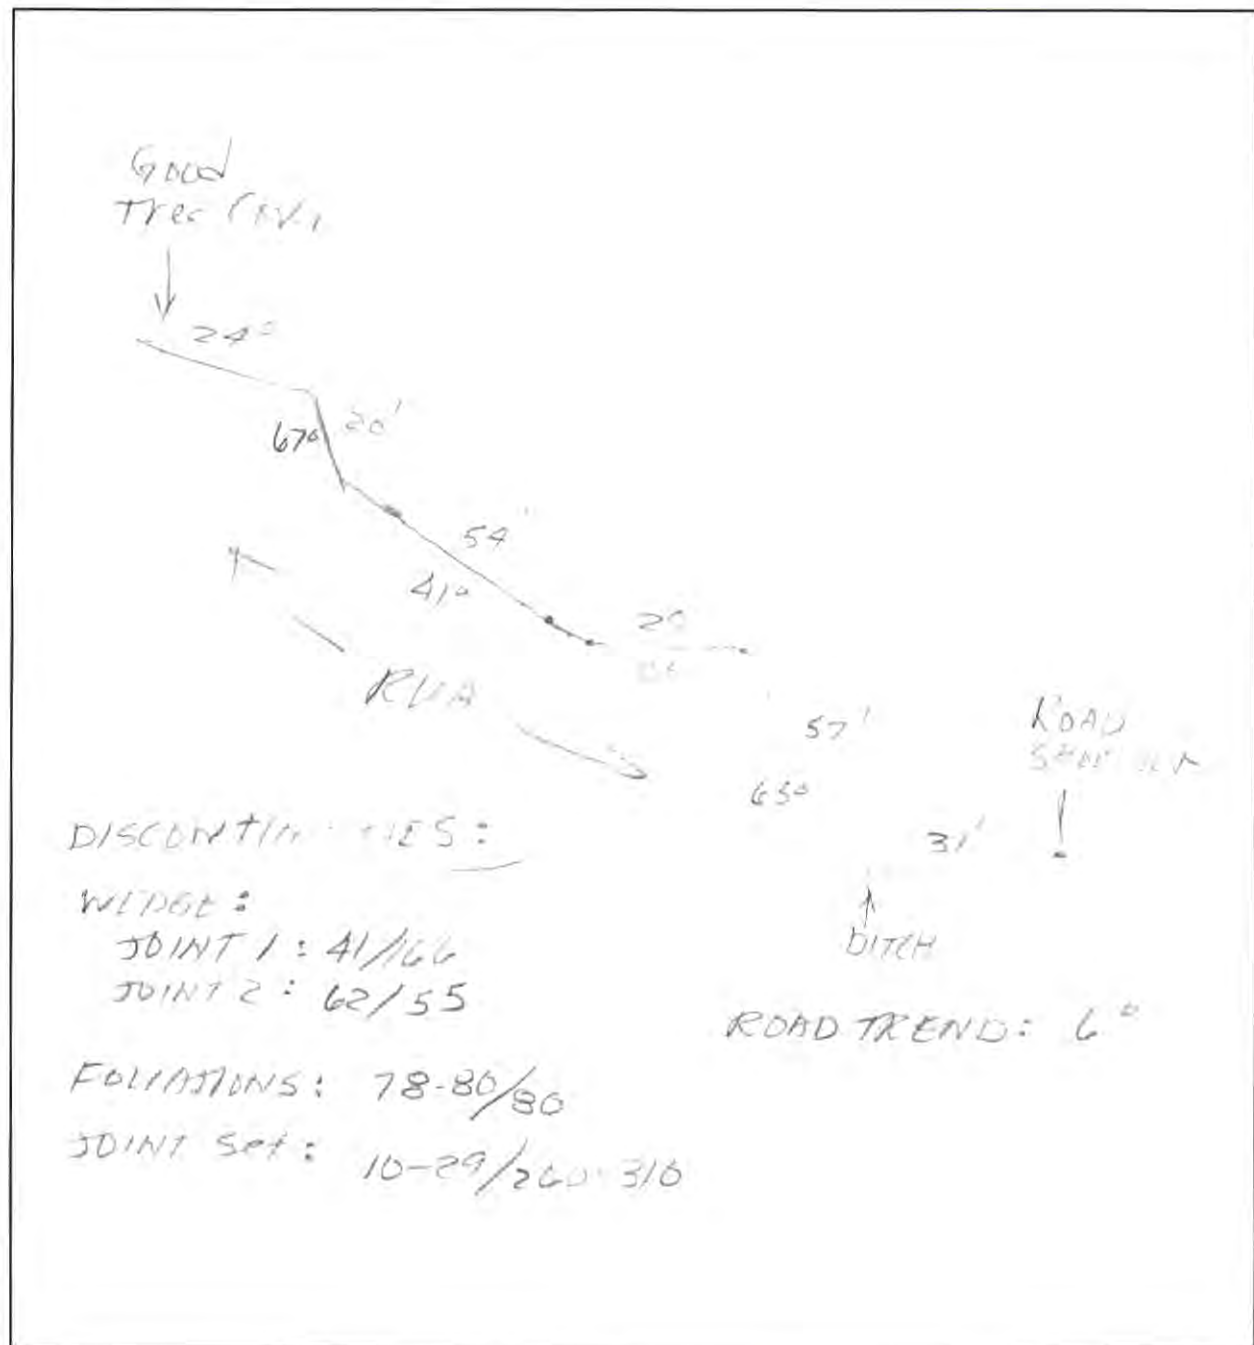 Good
Tree
24°
20'
67°
54'
41°
20
RUA
57'
ROAD
65°
31'
DITCH
DISCONTINUITIES:
WEDGE:
JOINT 1: 41/166
JOINT 2: 62/55
ROAD TREND: 6°
FOLIATIONS: 78-80/80
JOINT Set: 10-29/260-310